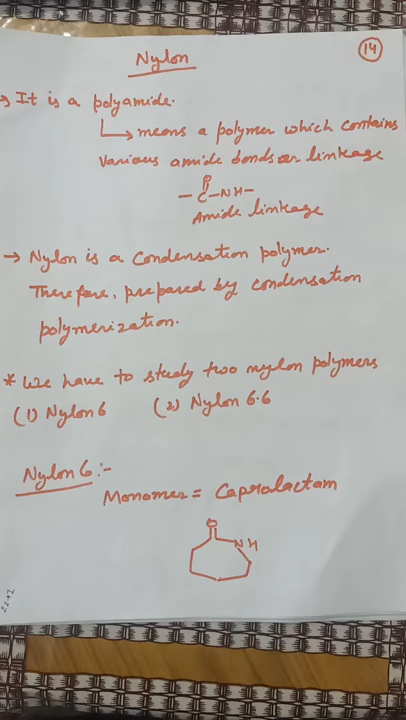 14
Nylon
→ It is a polyamide.
↳ means a polymer which contains
various amide bonds or linkage
O
-C-NH-
Amide linkage
→ Nylon is a condensation polymer.
Therefore, prepared by condensation
polymerization.
* We have to study two nylon polymers
(1) Nylon 6 (2) Nylon 6.6
Nylon 6 :-
Monomer = Caprolactam
O
NH